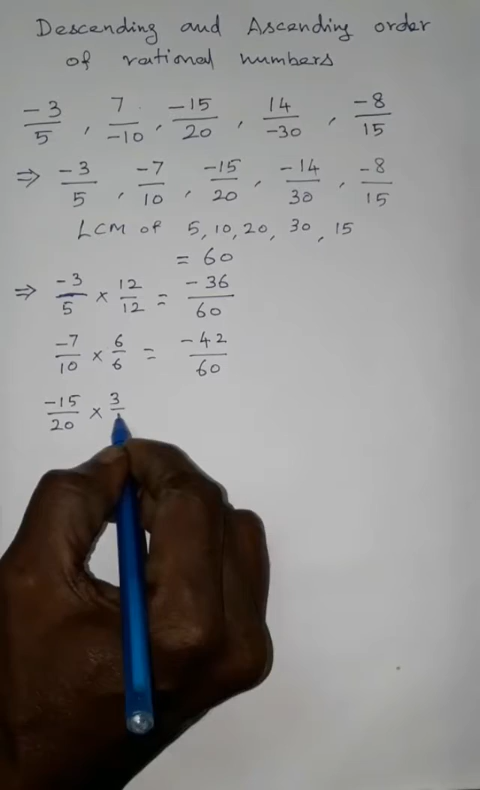 Descending and Ascending order
of rational numbers
-3/5 , 7/-10 , -15/20 , 14/-30 , -8/15
⇒ -3/5 , -7/10 , -15/20 , -14/30 , -8/15
LCM of 5, 10, 20, 30, 15
= 60
⇒ -3/5 × 12/12 = -36/60
-7/10 × 6/6 = -42/60
-15/20 × 3/